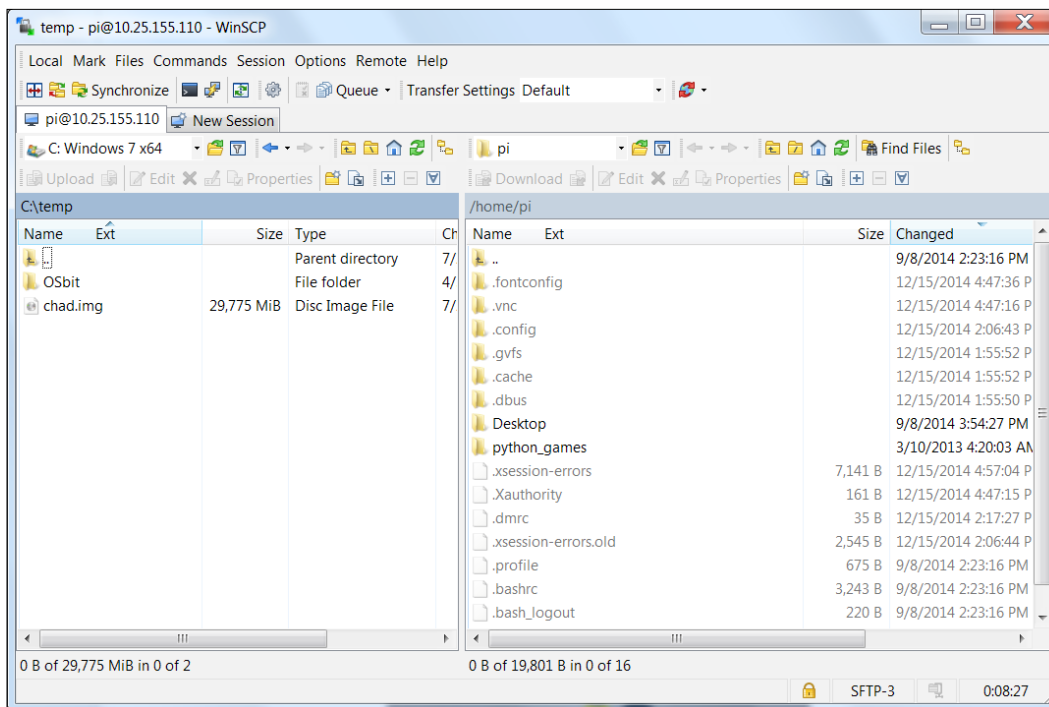 temp - pi@10.25.155.110 - WinSCP
Local Mark Files Commands Session Options Remote Help
Synchronize Queue Transfer Settings Default
pi@10.25.155.110 New Session
C: Windows 7 x64 pi Find Files
Upload Edit Properties Download Edit Properties
C:\temp /home/pi
Name Ext Size Type Ch Name Ext Size Changed
.. Parent directory 7/ .. 9/8/2014 2:23:16 PM
OSbit File folder 4/ .fontconfig 12/15/2014 4:47:36 P
chad.img 29,775 MiB Disc Image File 7/ .vnc 12/15/2014 4:47:16 P
.config 12/15/2014 2:06:43 P
.gvfs 12/15/2014 1:55:52 P
.cache 12/15/2014 1:55:52 P
.dbus 12/15/2014 1:55:50 P
Desktop 9/8/2014 3:54:27 PM
python_games 3/10/2013 4:20:03 AM
.xsession-errors 7,141 B 12/15/2014 4:57:04 P
.Xauthority 161 B 12/15/2014 4:47:15 P
.dmrc 35 B 12/15/2014 2:17:27 P
.xsession-errors.old 2,545 B 12/15/2014 2:06:44 P
.profile 675 B 9/8/2014 2:23:16 PM
.bashrc 3,243 B 9/8/2014 2:23:16 PM
.bash_logout 220 B 9/8/2014 2:23:16 PM
0 B of 29,775 MiB in 0 of 2 0 B of 19,801 B in 0 of 16
SFTP-3 0:08:27